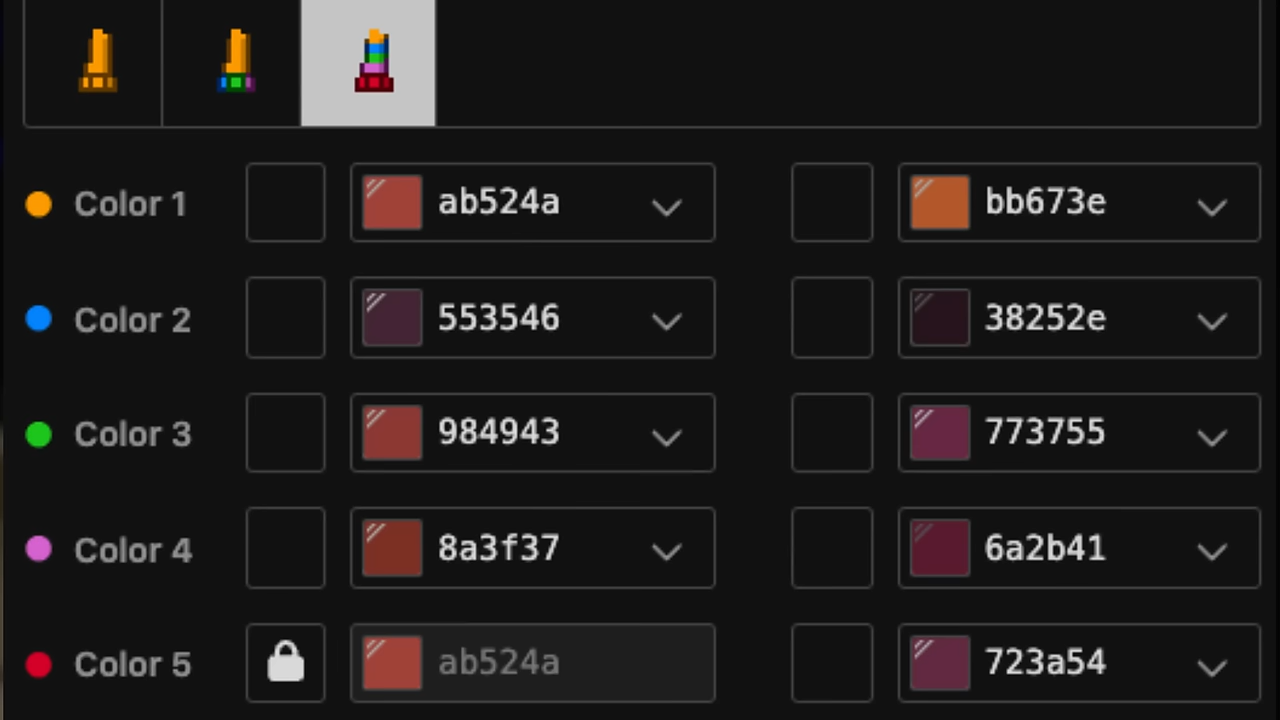 Color 1 ab524a bb673e
Color 2 553546 38252e
Color 3 984943 773755
Color 4 8a3f37 6a2b41
Color 5 ab524a 723a54